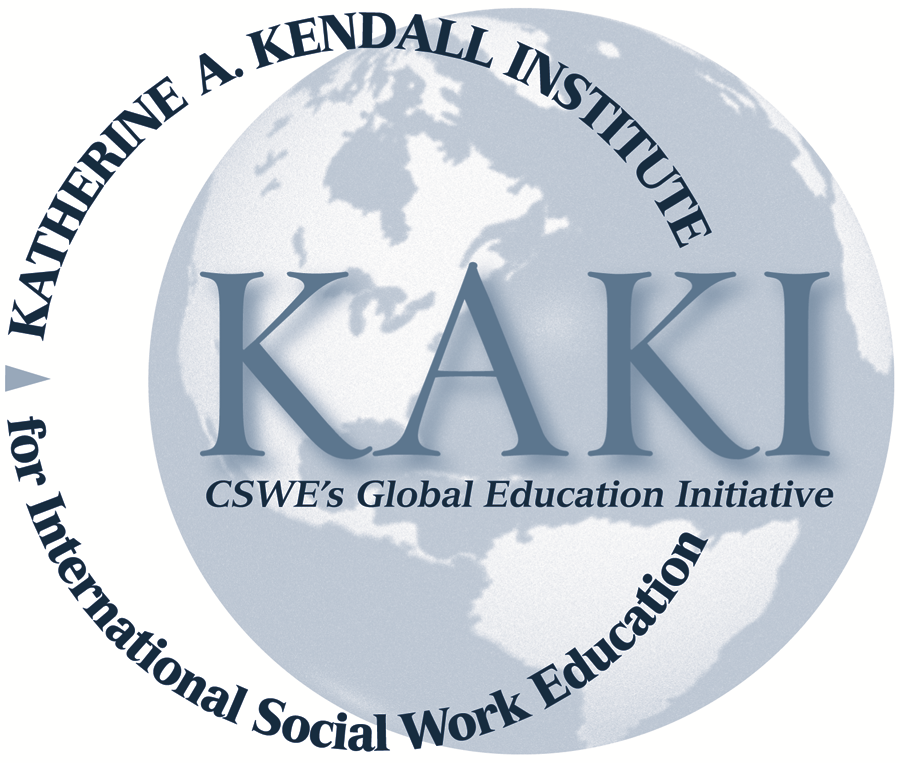 KATHERINE A. KENDALL INSTITUTE
KAKI
CSWE's Global Education Initiative
for International Social Work Education